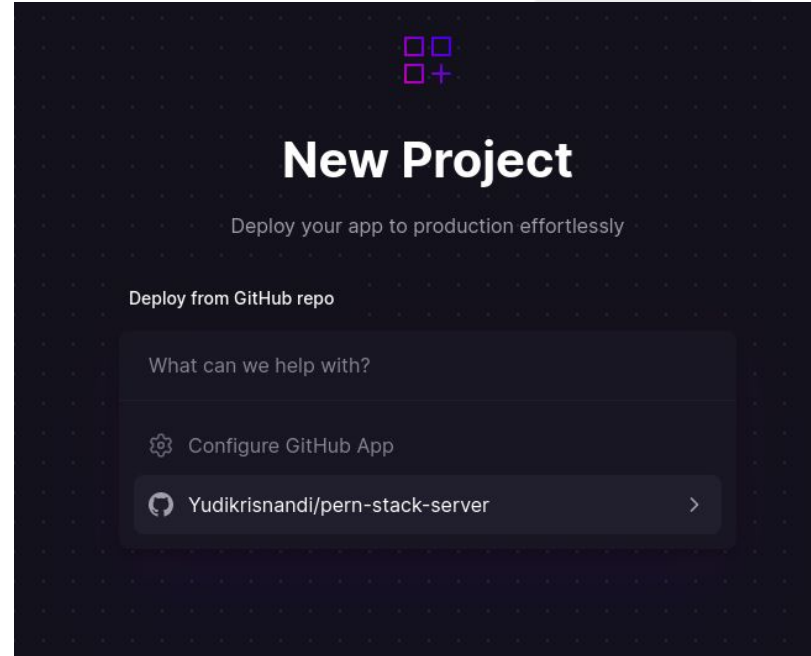 New Project
Deploy your app to production effortlessly
Deploy from GitHub repo
What can we help with?
Configure GitHub App
Yudikrisnandi/pern-stack-server